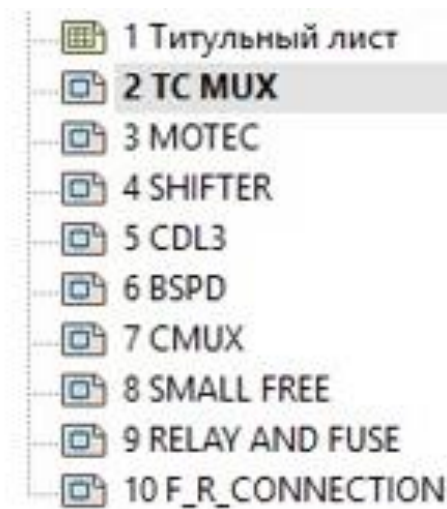 1 Титульный лист
2 TC MUX
3 MOTEC
4 SHIFTER
5 CDL3
6 BSPD
7 CMUX
8 SMALL FREE
9 RELAY AND FUSE
10 F_R_CONNECTION